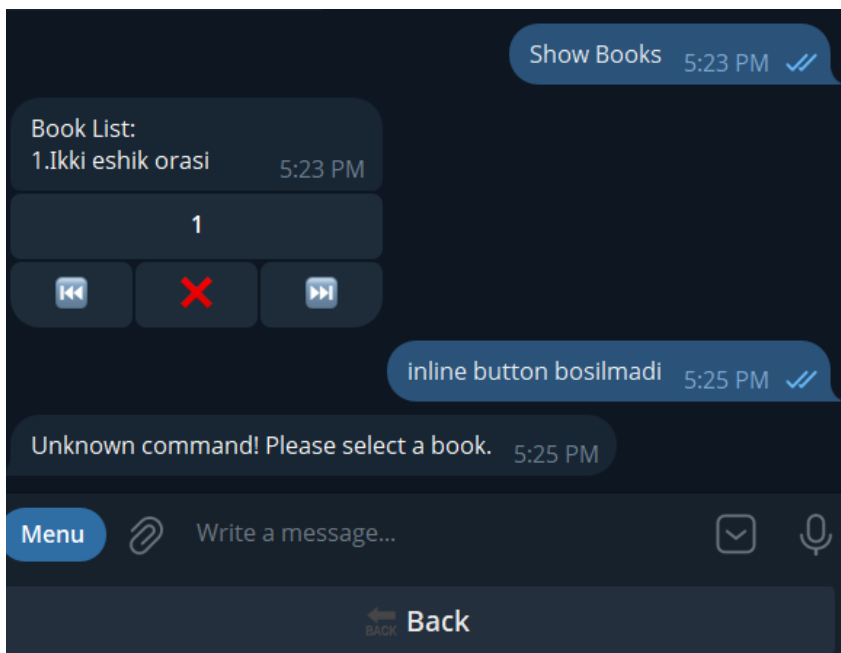 Show Books 5:23 PM
Book List:
1.Ikki eshik orasi 5:23 PM
1
inline button bosilmadi 5:25 PM
Unknown command! Please select a book. 5:25 PM
Menu Write a message...
BACK Back